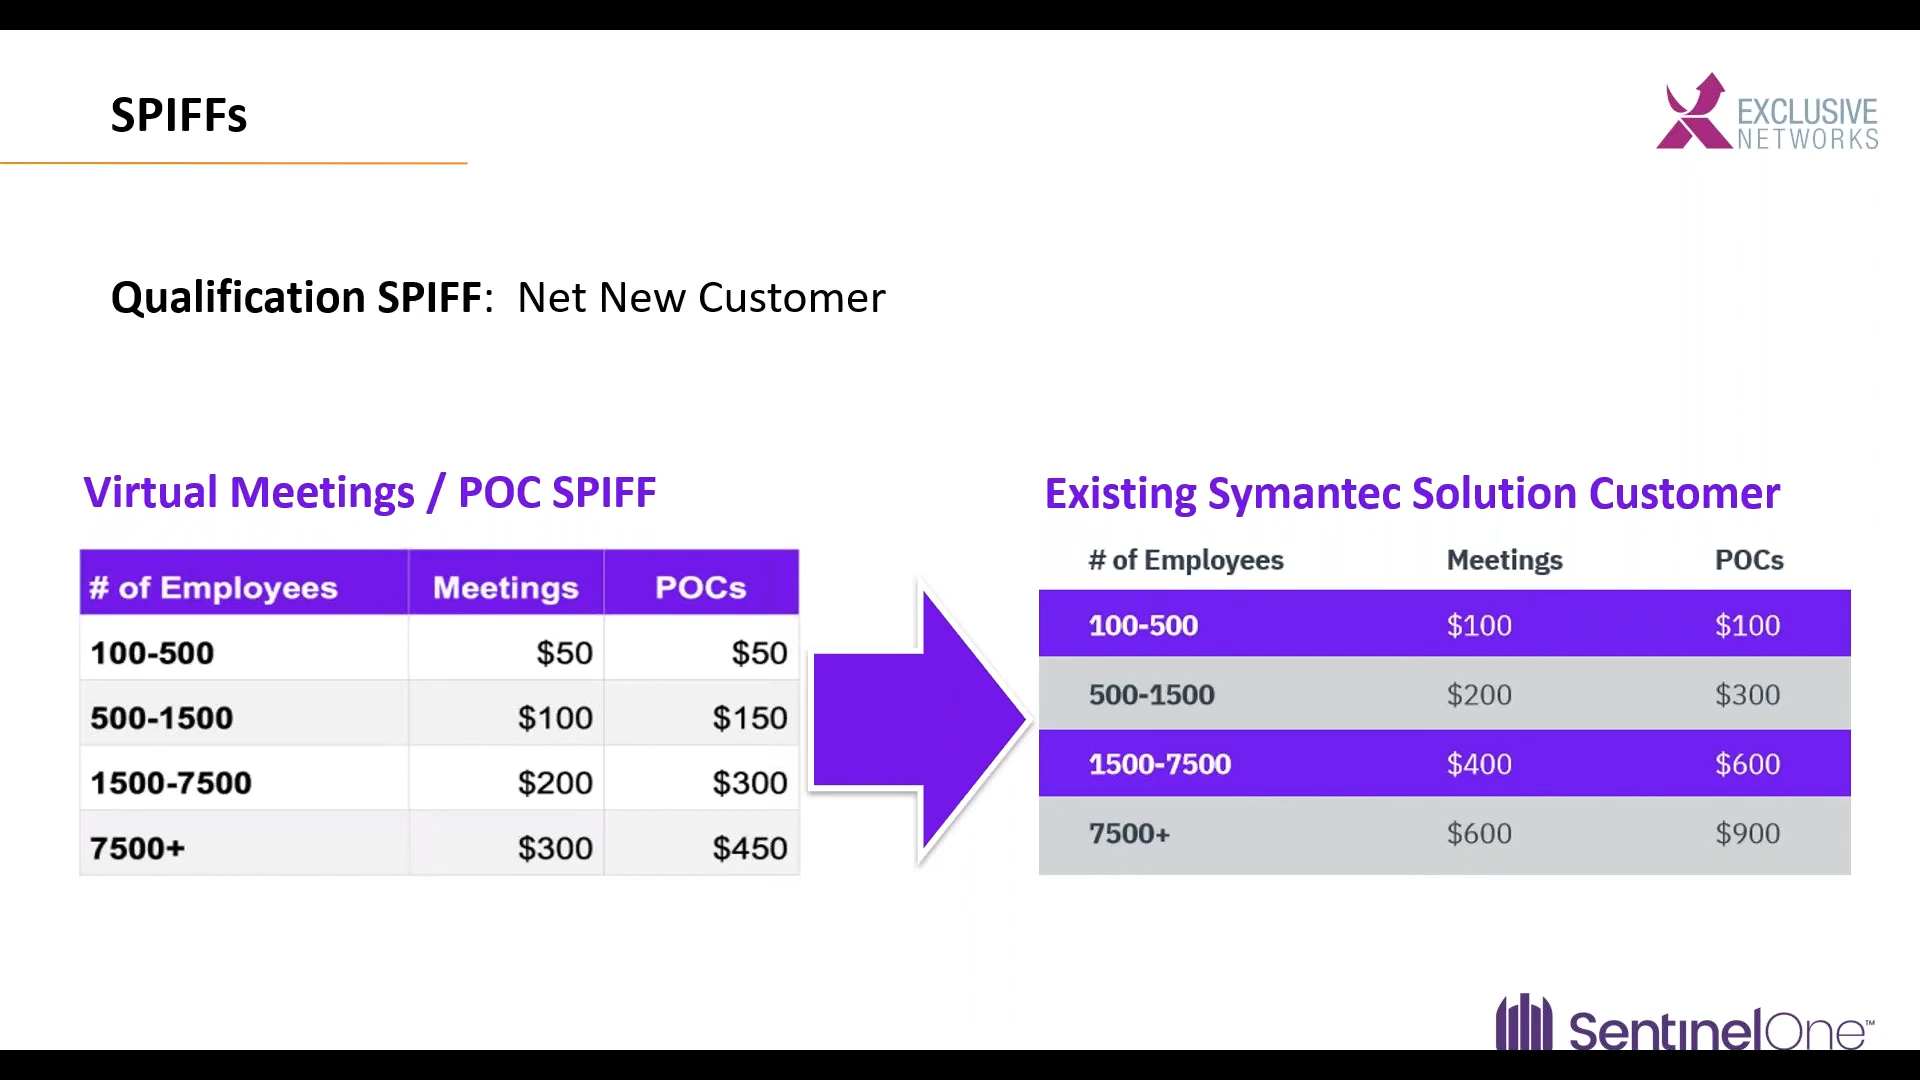 SPIFFs
EXCLUSIVE
NETWORKS
Qualification SPIFF: Net New Customer
Virtual Meetings / POC SPIFF
# of Employees Meetings POCs
100-500 $50 $50
500-1500 $100 $150
1500-7500 $200 $300
7500+ $300 $450
Existing Symantec Solution Customer
# of Employees Meetings POCs
100-500 $100 $100
500-1500 $200 $300
1500-7500 $400 $600
7500+ $600 $900
SentinelOne™